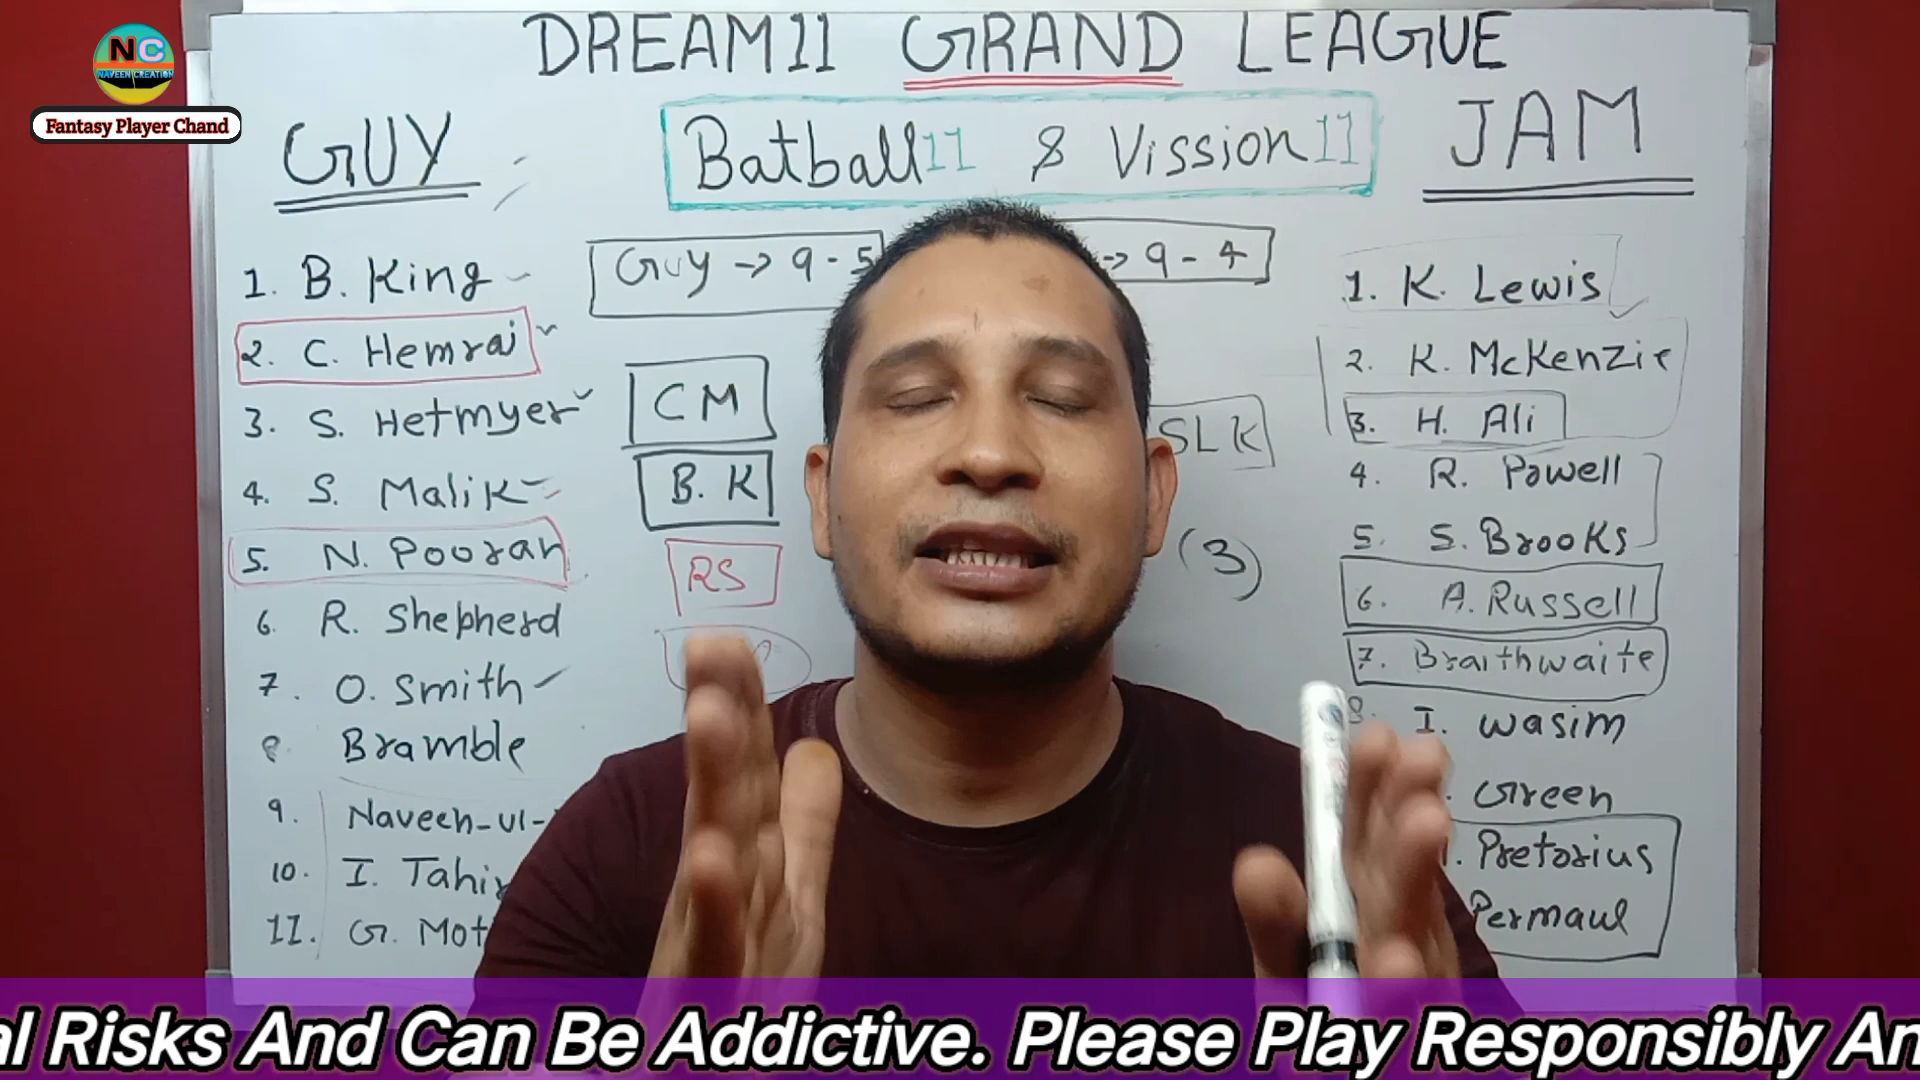 DREAM11 GRAND LEAGUE
NC
NAVEEN CREATION
Fantasy Player Chand
GUY
Batball11 & Vission11
JAM
Guy -> 9-5
-> 9-4
1. B. King
2. C. Hemraj
3. S. Hetmyer
4. S. Malik
5. N. Pooran
6. R. Shepherd
7. O. Smith
8. Bramble
9. Naveen-ul-
10. I. Tahir
11. G. Mot
CM
B.K
RS
SLK
(3)
1. K. Lewis
2. K. McKenzie
3. H. Ali
4. R. Powell
5. S. Brooks
6. A. Russell
7. Braithwaite
8. I. Wasim
Green
Pretorius
Permaul
al Risks And Can Be Addictive. Please Play Responsibly An